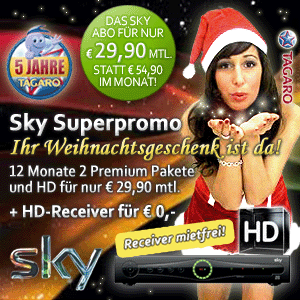 5 JAHRE
TAGARO
DAS SKY
ABO FÜR NUR
€ 29,90 MTL.
STATT € 54,90
IM MONAT!
TAGARO
Sky Superpromo
Ihr Weihnachtsgeschenk ist da!
12 Monate 2 Premium Pakete
und HD für nur € 29,90 mtl.
+ HD-Receiver für € 0,-
Receiver mietfrei!
HD
sky
sky